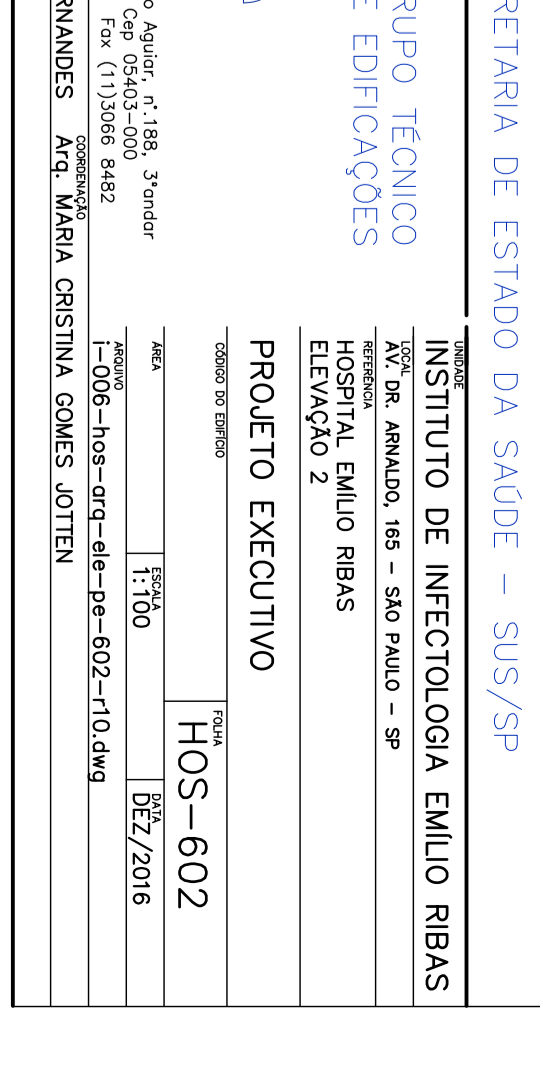 RETARIA DE ESTADO DA SAÚDE – SUS/SP
RUPO TÉCNICO
E EDIFICAÇÕES
o Aguiar, n°.188, 3°andar
Cep 05403-000
Fax (11)3066 8482
UNIDADE
INSTITUTO DE INFECTOLOGIA EMÍLIO RIBAS
LOCAL
AV. DR. ARNALDO, 165 – SÃO PAULO – SP
REFERÊNCIA
HOSPITAL EMÍLIO RIBAS
ELEVAÇÃO 2
PROJETO EXECUTIVO
CÓDIGO DO EDIFÍCIO
FOLHA
HOS-602
ÁREA
ESCALA
1:100
DATA
DEZ/2016
ARQUIVO
i-006-hos-arq-ele-pe-602-r10.dwg
COORDENAÇÃO
RNANDES Arq. MARIA CRISTINA GOMES JOTTEN